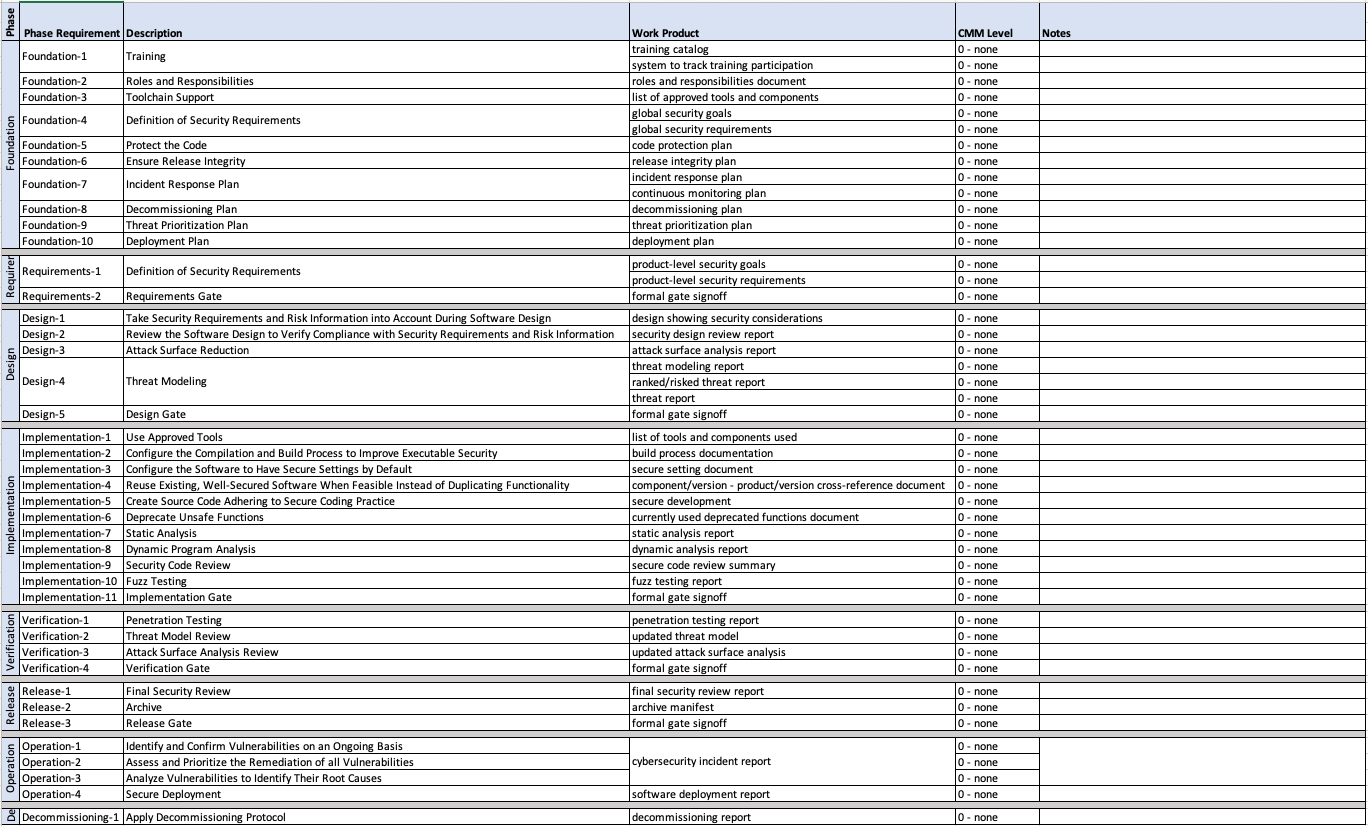 Phase Phase Requirement Description Work Product CMM Level Notes
Foundation
Foundation-1 Training training catalog 0 - none
system to track training participation 0 - none
Foundation-2 Roles and Responsibilities roles and responsibilities document 0 - none
Foundation-3 Toolchain Support list of approved tools and components 0 - none
Foundation-4 Definition of Security Requirements global security goals 0 - none
global security requirements 0 - none
Foundation-5 Protect the Code code protection plan 0 - none
Foundation-6 Ensure Release Integrity release integrity plan 0 - none
Foundation-7 Incident Response Plan incident response plan 0 - none
continuous monitoring plan 0 - none
Foundation-8 Decommissioning Plan decommissioning plan 0 - none
Foundation-9 Threat Prioritization Plan threat prioritization plan 0 - none
Foundation-10 Deployment Plan deployment plan 0 - none
Requirer
Requirements-1 Definition of Security Requirements product-level security goals 0 - none
product-level security requirements 0 - none
Requirements-2 Requirements Gate formal gate signoff 0 - none
Design
Design-1 Take Security Requirements and Risk Information into Account During Software Design design showing security considerations 0 - none
Design-2 Review the Software Design to Verify Compliance with Security Requirements and Risk Information security design review report 0 - none
Design-3 Attack Surface Reduction attack surface analysis report 0 - none
Design-4 Threat Modeling threat modeling report 0 - none
ranked/risked threat report 0 - none
threat report 0 - none
Design-5 Design Gate formal gate signoff 0 - none
Implementation
Implementation-1 Use Approved Tools list of tools and components used 0 - none
Implementation-2 Configure the Compilation and Build Process to Improve Executable Security build process documentation 0 - none
Implementation-3 Configure the Software to Have Secure Settings by Default secure setting document 0 - none
Implementation-4 Reuse Existing, Well-Secured Software When Feasible Instead of Duplicating Functionality component/version - product/version cross-reference document 0 - none
Implementation-5 Create Source Code Adhering to Secure Coding Practice secure development 0 - none
Implementation-6 Deprecate Unsafe Functions currently used deprecated functions document 0 - none
Implementation-7 Static Analysis static analysis report 0 - none
Implementation-8 Dynamic Program Analysis dynamic analysis report 0 - none
Implementation-9 Security Code Review secure code review summary 0 - none
Implementation-10 Fuzz Testing fuzz testing report 0 - none
Implementation-11 Implementation Gate formal gate signoff 0 - none
Verification
Verification-1 Penetration Testing penetration testing report 0 - none
Verification-2 Threat Model Review updated threat model 0 - none
Verification-3 Attack Surface Analysis Review updated attack surface analysis 0 - none
Verification-4 Verification Gate formal gate signoff 0 - none
Release
Release-1 Final Security Review final security review report 0 - none
Release-2 Archive archive manifest 0 - none
Release-3 Release Gate formal gate signoff 0 - none
Operation
Operation-1 Identify and Confirm Vulnerabilities on an Ongoing Basis 0 - none
Operation-2 Assess and Prioritize the Remediation of all Vulnerabilities cybersecurity incident report 0 - none
Operation-3 Analyze Vulnerabilities to Identify Their Root Causes 0 - none
Operation-4 Secure Deployment software deployment report 0 - none
De
Decommissioning-1 Apply Decommissioning Protocol decommissioning report 0 - none